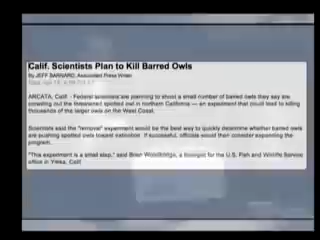 Calif. Scientists Plan to Kill Barred Owls
By JEFF BARNARD, Associated Press Writer
ARCATA, Calif. - Federal scientists are planning to shoot a small number of barred owls they say are
crowding out the threatened spotted owl in northern California — an experiment that could lead to killing
thousands of the larger owls on the West Coast.
Scientists said the "removal" experiment would be the best way to quickly determine whether barred owls
are pushing spotted owls toward extinction. If successful, officials would then consider expanding the
program.
"This experiment is a small step," said Brian Woodbridge, a biologist for the U.S. Fish and Wildlife Service
office in Yreka, Calif.